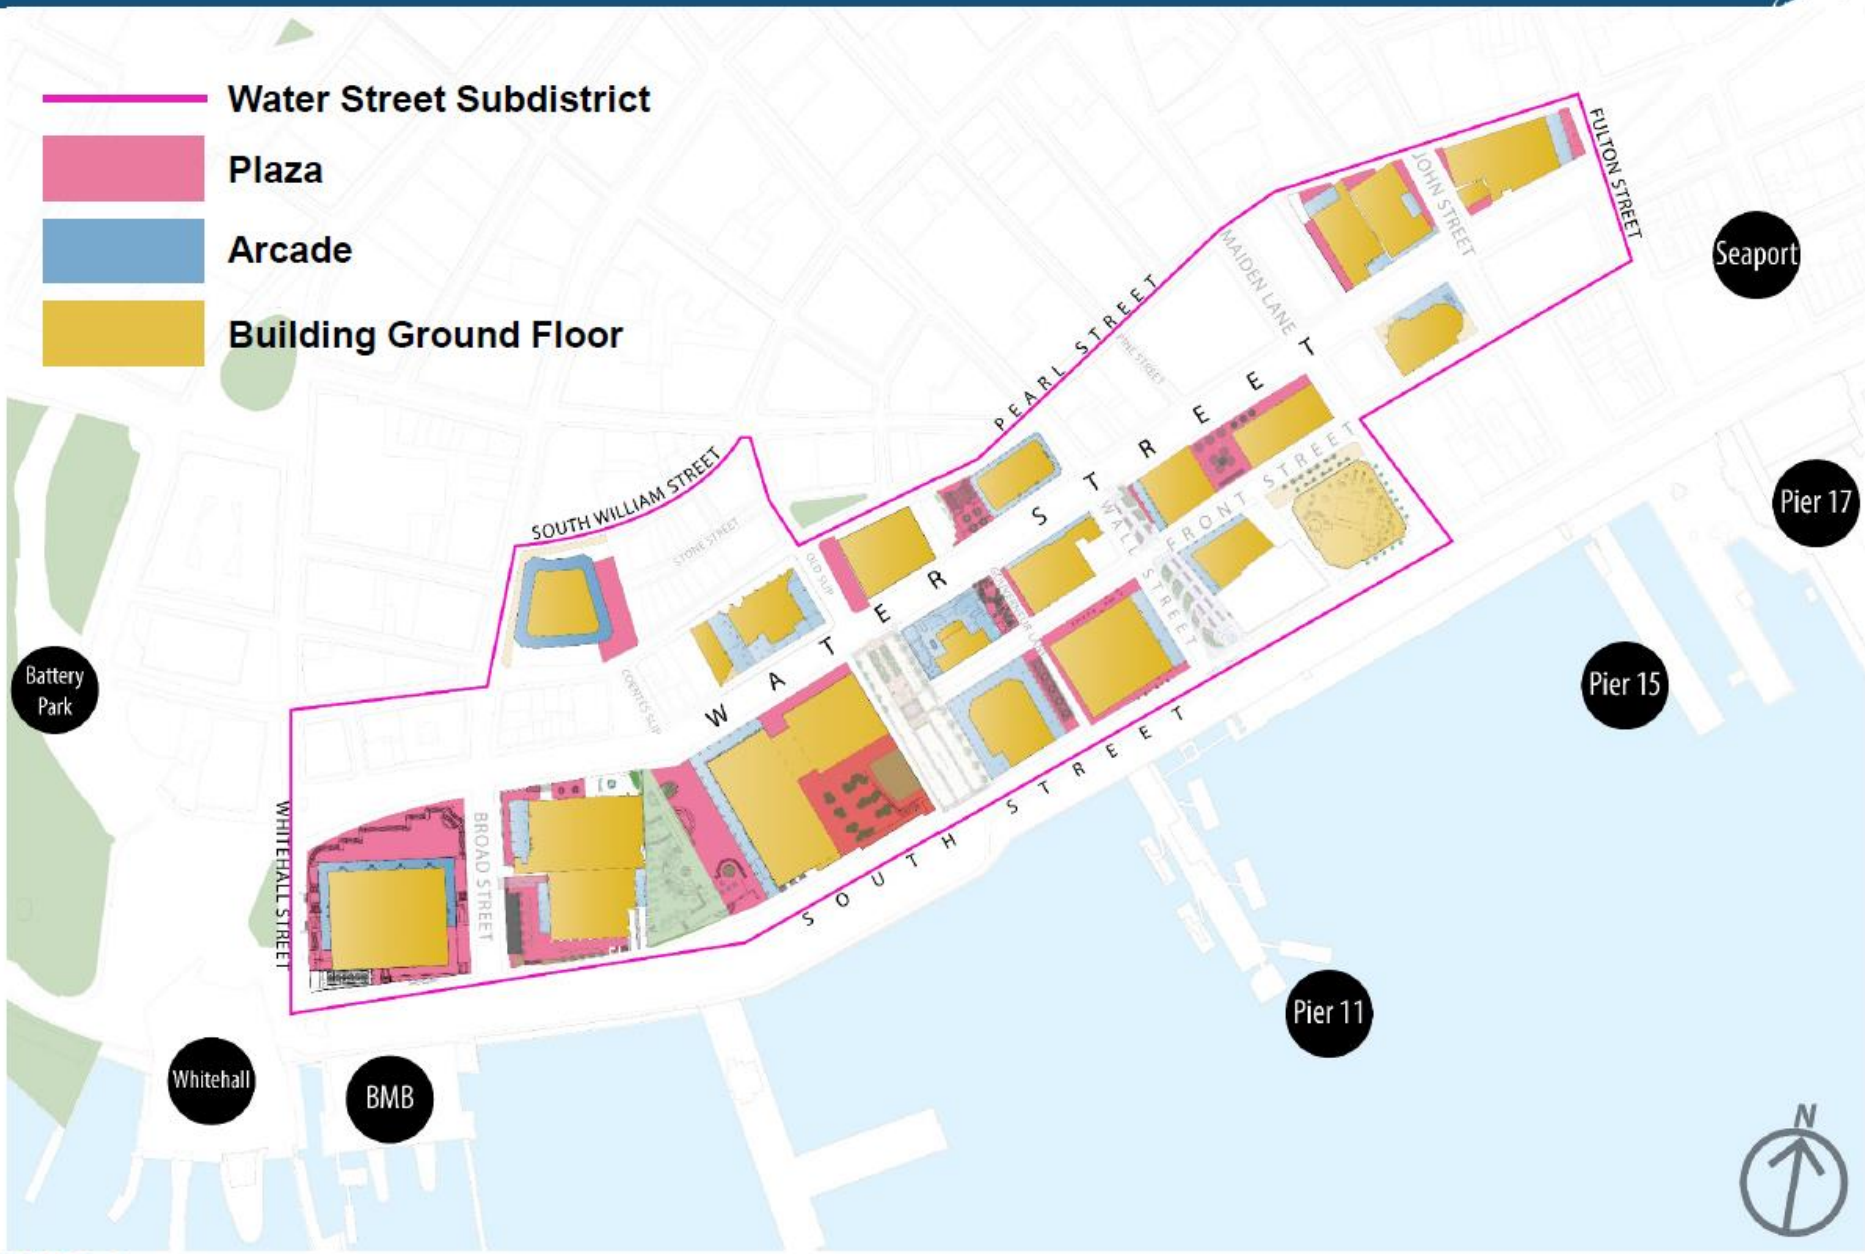 Water Street Subdistrict
Plaza
Arcade
Building Ground Floor
FULTON STREET
JOHN STREET
Seaport
MAIDEN LANE
PEARL STREET
PINE STREET
WATER STREET
FRONT STREET
WALL STREET
SOUTH WILLIAM STREET
STONE STREET
OLD SLIP
GOUVERNEUR LANE
COENTIES SLIP
Pier 17
Battery
Park
Pier 15
SOUTH STREET
WHITEHALL STREET
BROAD STREET
Pier 11
Whitehall
BMB
N